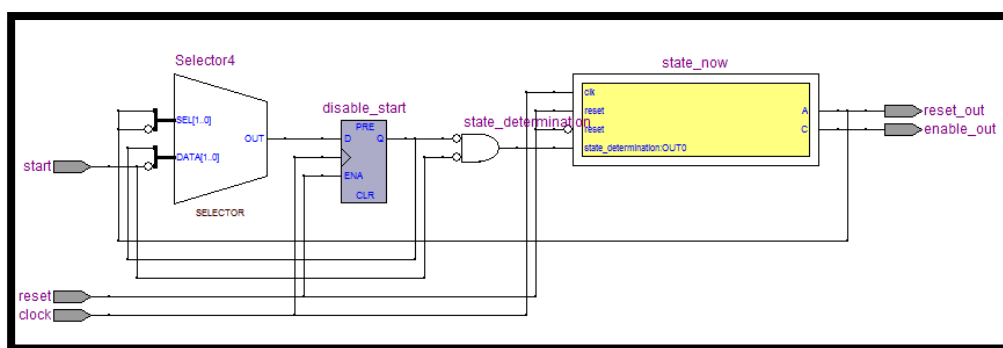 Selector4
SEL[1..0]
DATA[1..0]
OUT
SELECTOR
start
disable_start
PRE
D
Q
ENA
CLR
state_determination
state_now
clk
reset
reset
state_determination:OUT0
A
C
reset_out
enable_out
reset
clock